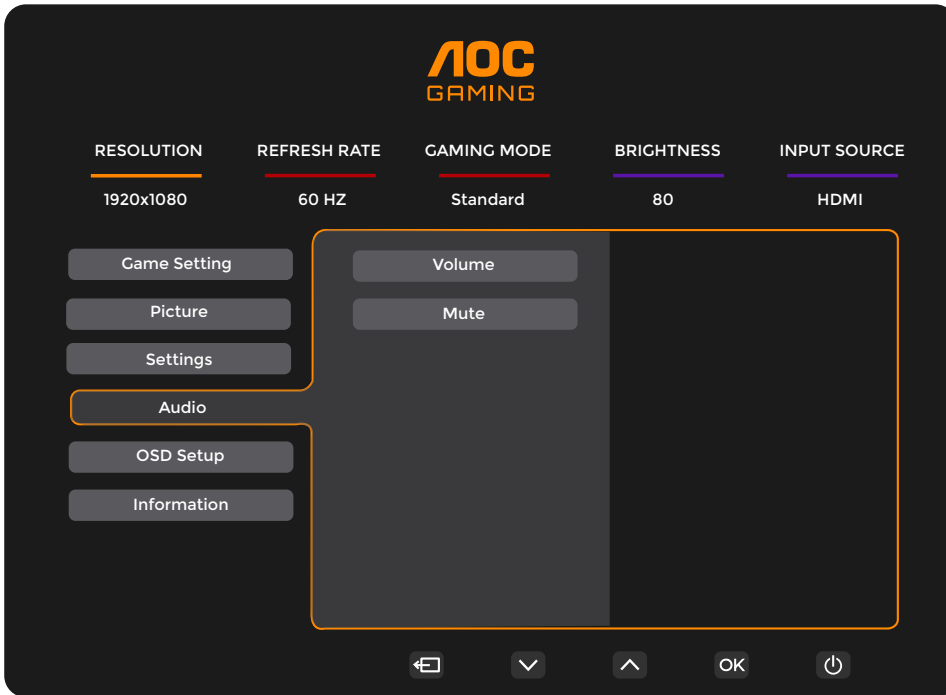 AOC
GAMING
RESOLUTION REFRESH RATE GAMING MODE BRIGHTNESS INPUT SOURCE
1920x1080 60 HZ Standard 80 HDMI
Game Setting
Volume
Picture
Mute
Settings
Audio
OSD Setup
Information
OK